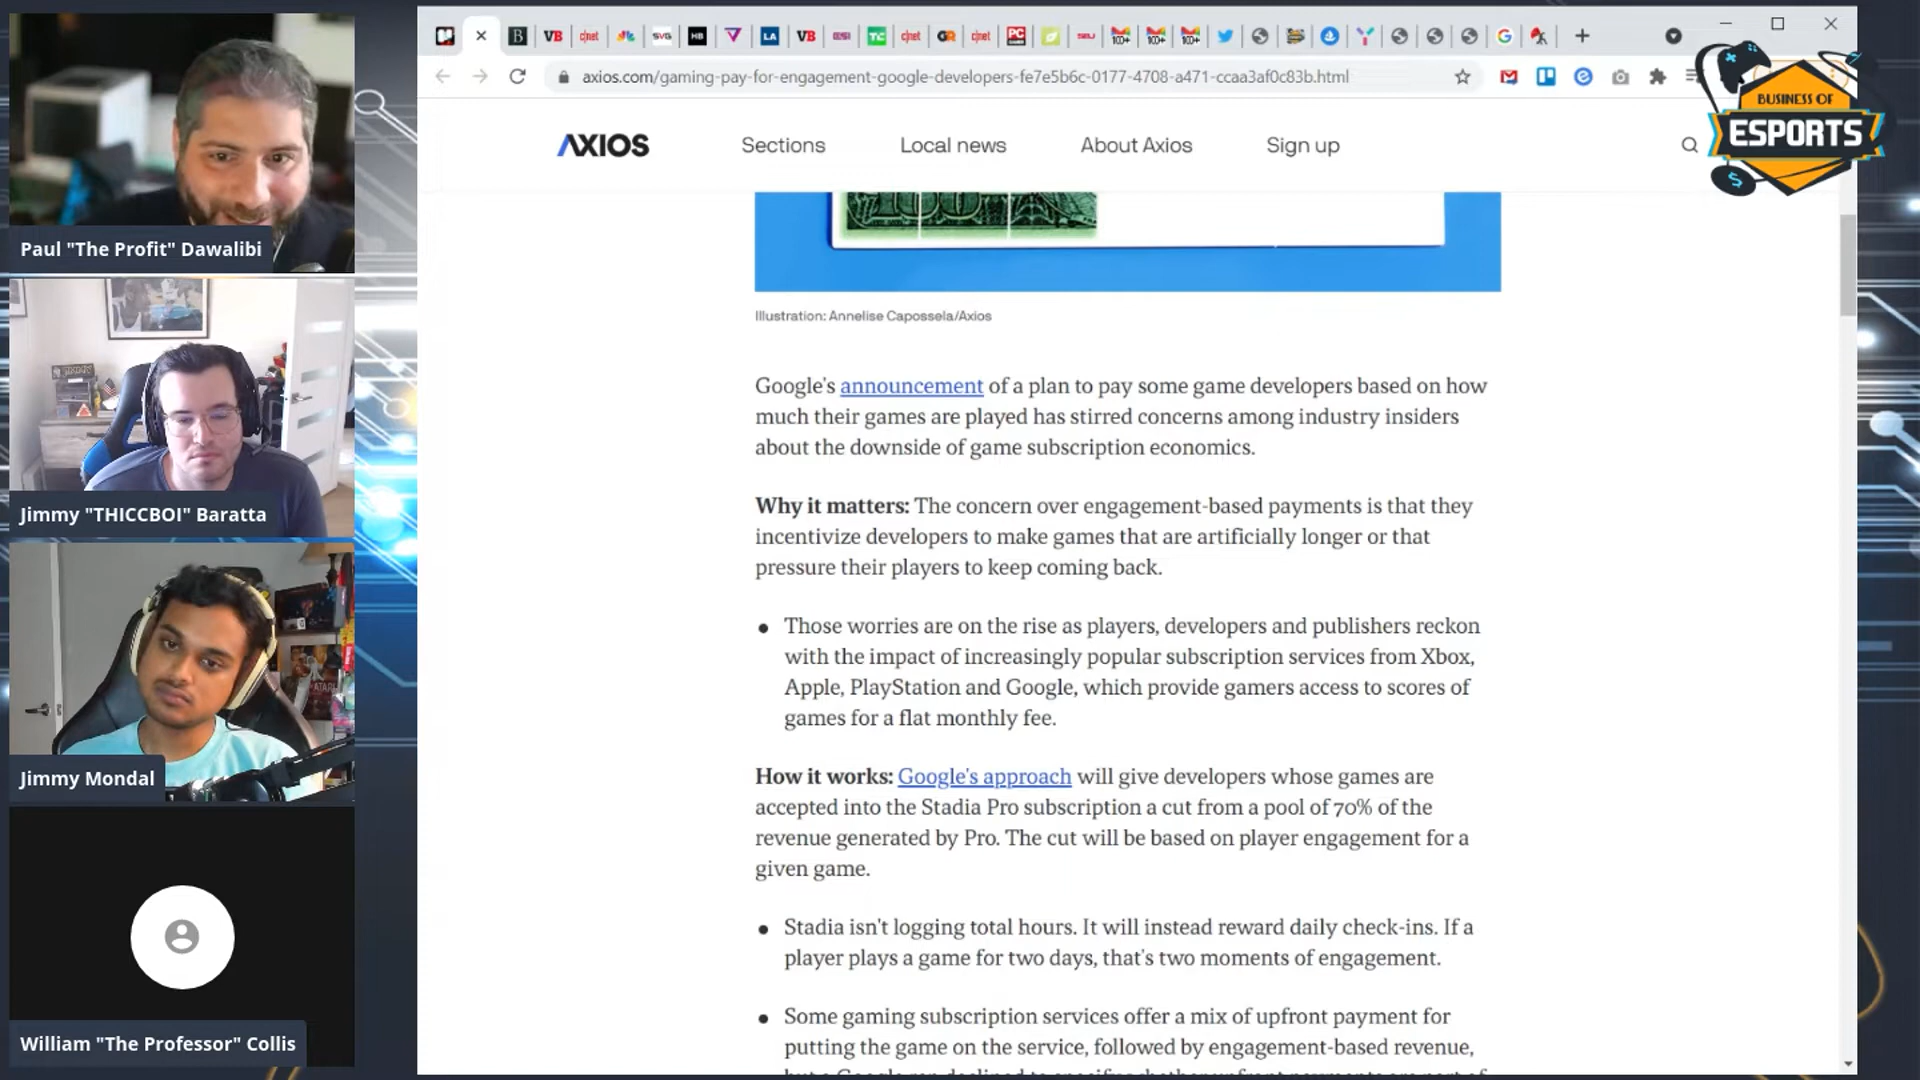 Paul "The Profit" Dawalibi
Jimmy "THICCBOI" Baratta
Jimmy Mondal
William "The Professor" Collis
axios.com/gaming-pay-for-engagement-google-developers-fe7e5b6c-0177-4708-a471-ccaa3af0c83b.html
BUSINESS OF
ESPORTS
AXIOS
Sections
Local news
About Axios
Sign up
100
Illustration: Annelise Capossela/Axios
Google's announcement of a plan to pay some game developers based on how
much their games are played has stirred concerns among industry insiders
about the downside of game subscription economics.
Why it matters: The concern over engagement-based payments is that they
incentivize developers to make games that are artificially longer or that
pressure their players to keep coming back.
Those worries are on the rise as players, developers and publishers reckon
with the impact of increasingly popular subscription services from Xbox,
Apple, PlayStation and Google, which provide gamers access to scores of
games for a flat monthly fee.
How it works: Google's approach will give developers whose games are
accepted into the Stadia Pro subscription a cut from a pool of 70% of the
revenue generated by Pro. The cut will be based on player engagement for a
given game.
Stadia isn't logging total hours. It will instead reward daily check-ins. If a
player plays a game for two days, that's two moments of engagement.
Some gaming subscription services offer a mix of upfront payment for
putting the game on the service, followed by engagement-based revenue,